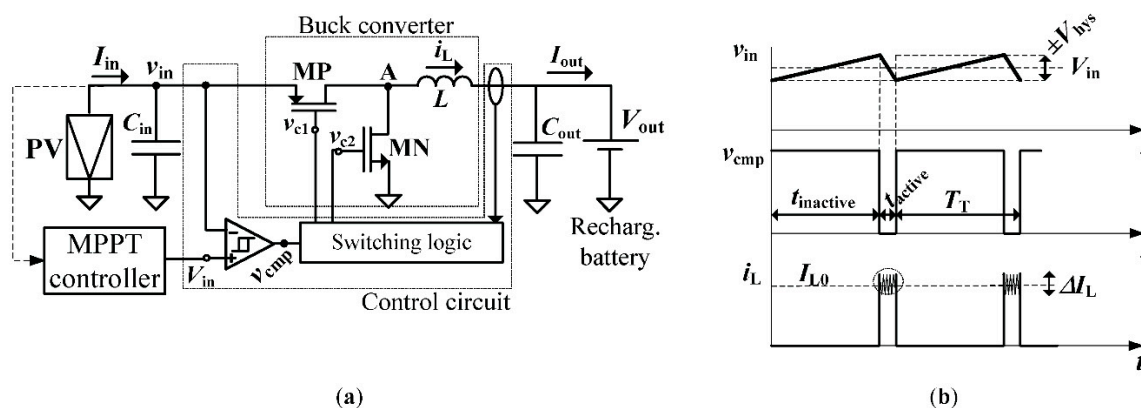 Buck converter
I_in
v_in
MP
A
i_L
L
I_out
v_c1
v_c2
MN
C_in
PV
C_out
V_out
MPPT
controller
V_in
v_cmp
Switching logic
Control circuit
Recharg.
battery
(a)
v_in
±V_hys
V_in
v_cmp
t_inactive
t_active
T_T
i_L
I_L0
ΔI_L
t
(b)